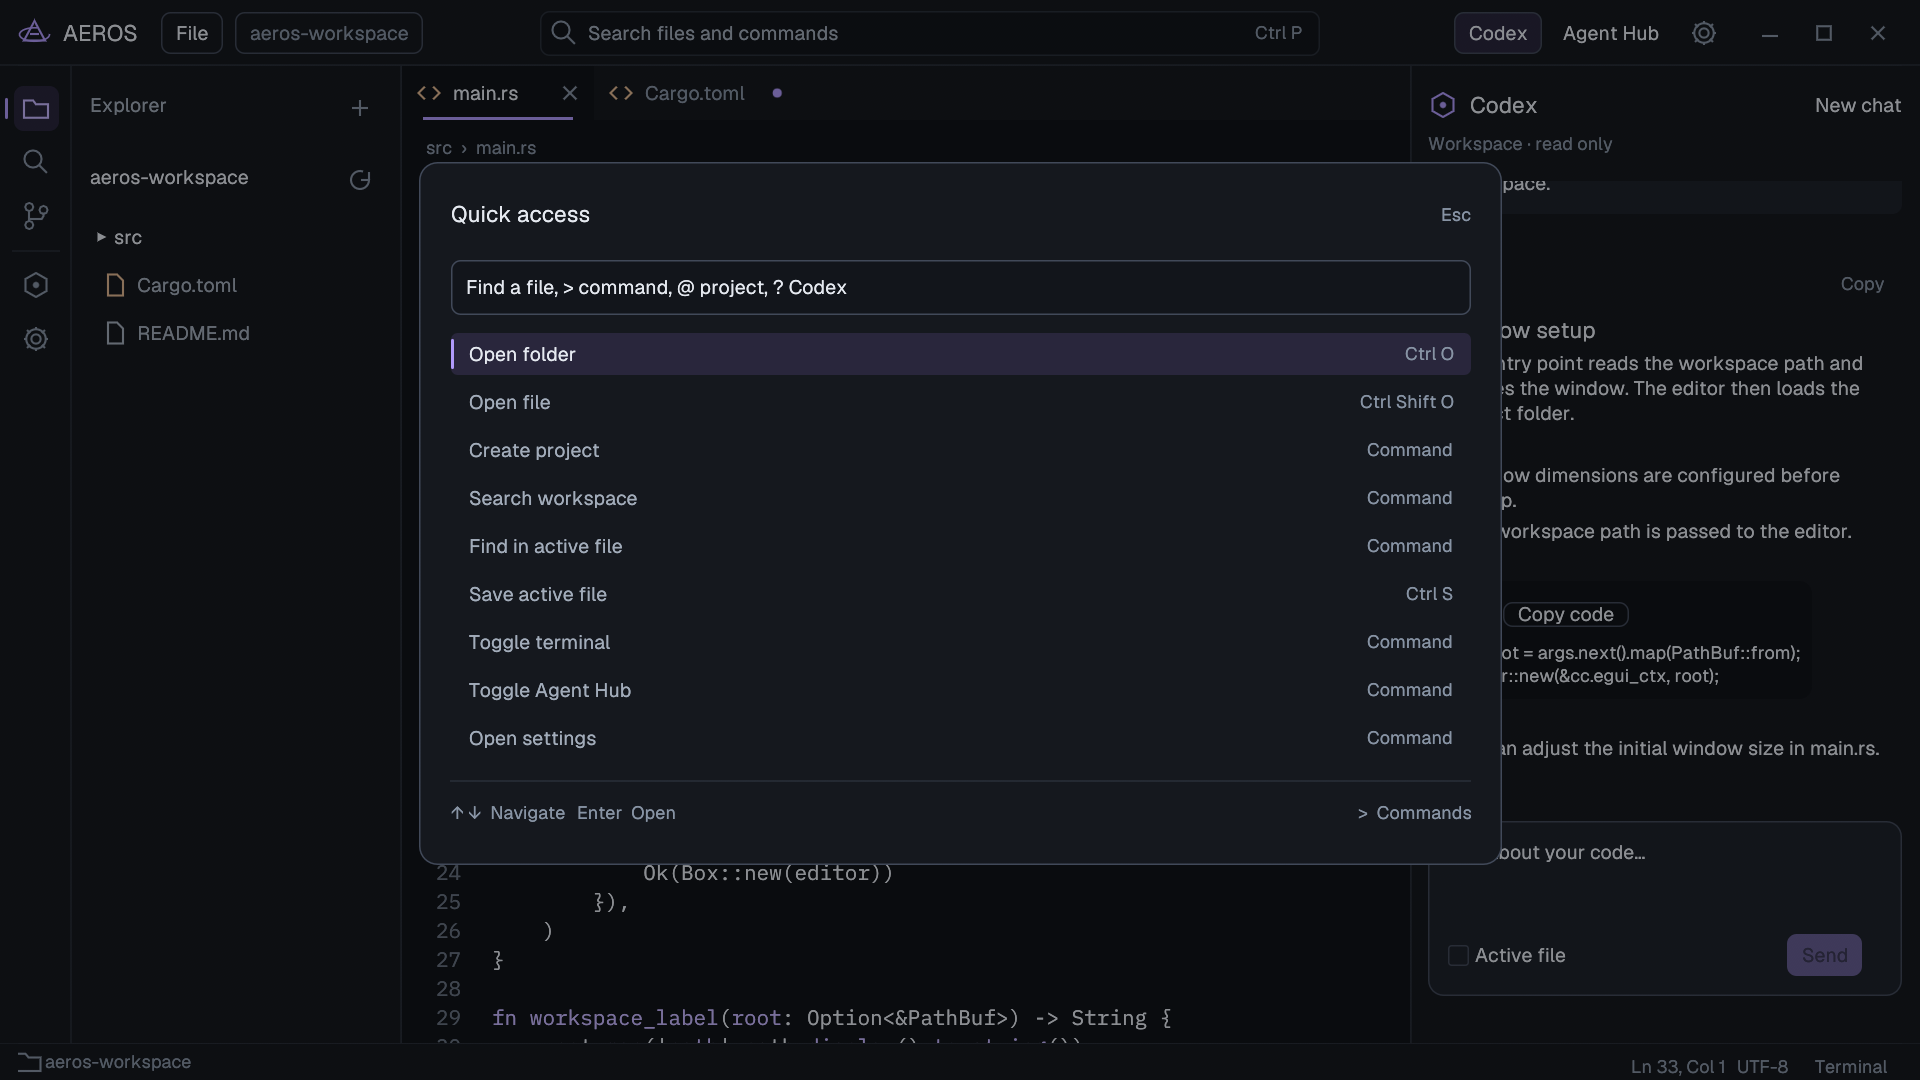 AEROS File aeros-workspace Search files and commands Ctrl P Codex Agent Hub
Explorer
aeros-workspace
src
Cargo.toml
README.md
main.rs Cargo.toml
src › main.rs
Quick access Esc
Find a file, > command, @ project, ? Codex
Open folder Ctrl O
Open file Ctrl Shift O
Create project Command
Search workspace Command
Find in active file Command
Save active file Ctrl S
Toggle terminal Command
Toggle Agent Hub Command
Open settings Command
↑↓ Navigate Enter Open > Commands
24 Ok(Box::new(editor))
25 }),
26 )
27 }
28
29 fn workspace_label(root: Option<&PathBuf>) -> String {
Codex New chat
Workspace · read only
pace.
Copy
ow setup
try point reads the workspace path and
s the window. The editor then loads the
t folder.
ow dimensions are configured before
p.
workspace path is passed to the editor.
Copy code
ot = args.next().map(PathBuf::from);
r::new(&cc.egui_ctx, root);
an adjust the initial window size in main.rs.
bout your code…
Active file Send
aeros-workspace Ln 33, Col 1 UTF-8 Terminal